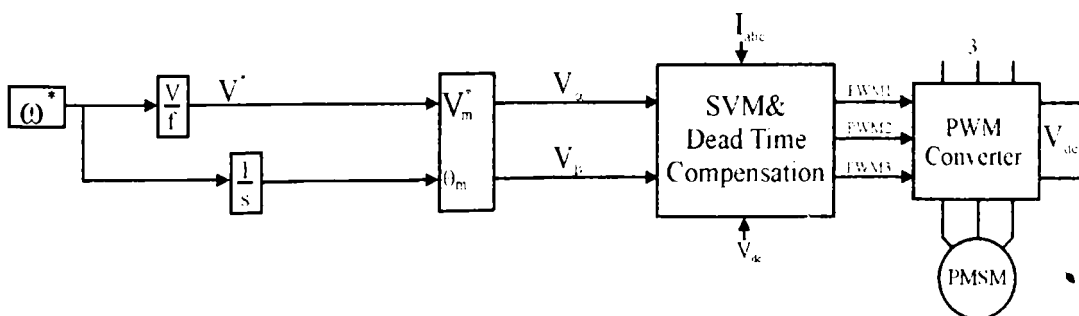 ω*
V
f
V*
1
s
V*m
θm
Vα
Vβ
Iabc
SVM&
Dead Time
Compensation
Vdc
PWM1
PWM2
PWM3
3
PWM
Converter
Vdc
PMSM